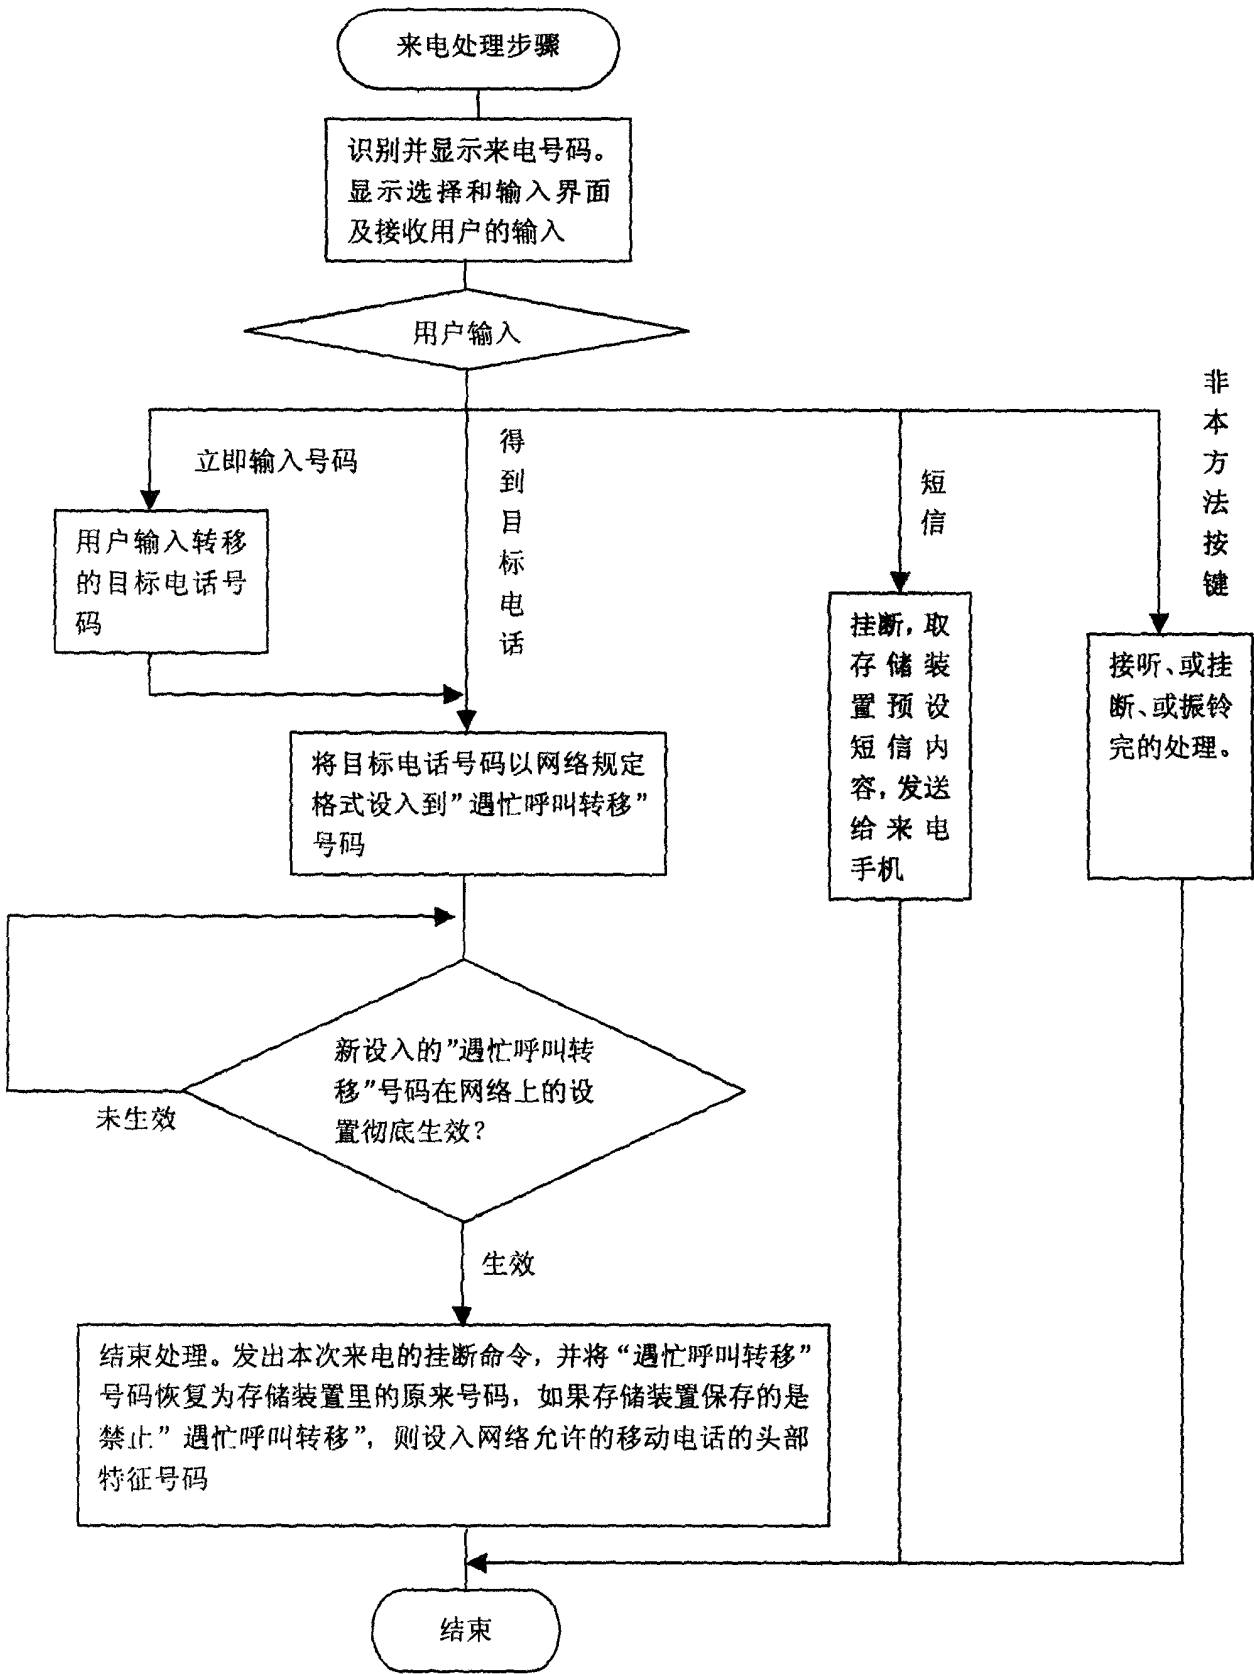 来电处理步骤
识别并显示来电号码。
显示选择和输入界面
及接收用户的输入
用户输入
立即输入号码
得
到
目
标
电
话
短
信
非
本
方
法
按
键
用户输入转移
的目标电话号
码
挂断,取
存储装
置预设
短信内
容,发送
给来电
手机
接听、或挂
断、或振铃
完的处理。
将目标电话号码以网络规定
格式设入到”遇忙呼叫转移”
号码
新设入的”遇忙呼叫转
移”号码在网络上的设
置彻底生效?
未生效
生效
结束处理。发出本次来电的挂断命令,并将“遇忙呼叫转移”
号码恢复为存储装置里的原来号码,如果存储装置保存的是
禁止”遇忙呼叫转移”,则设入网络允许的移动电话的头部
特征号码
结束